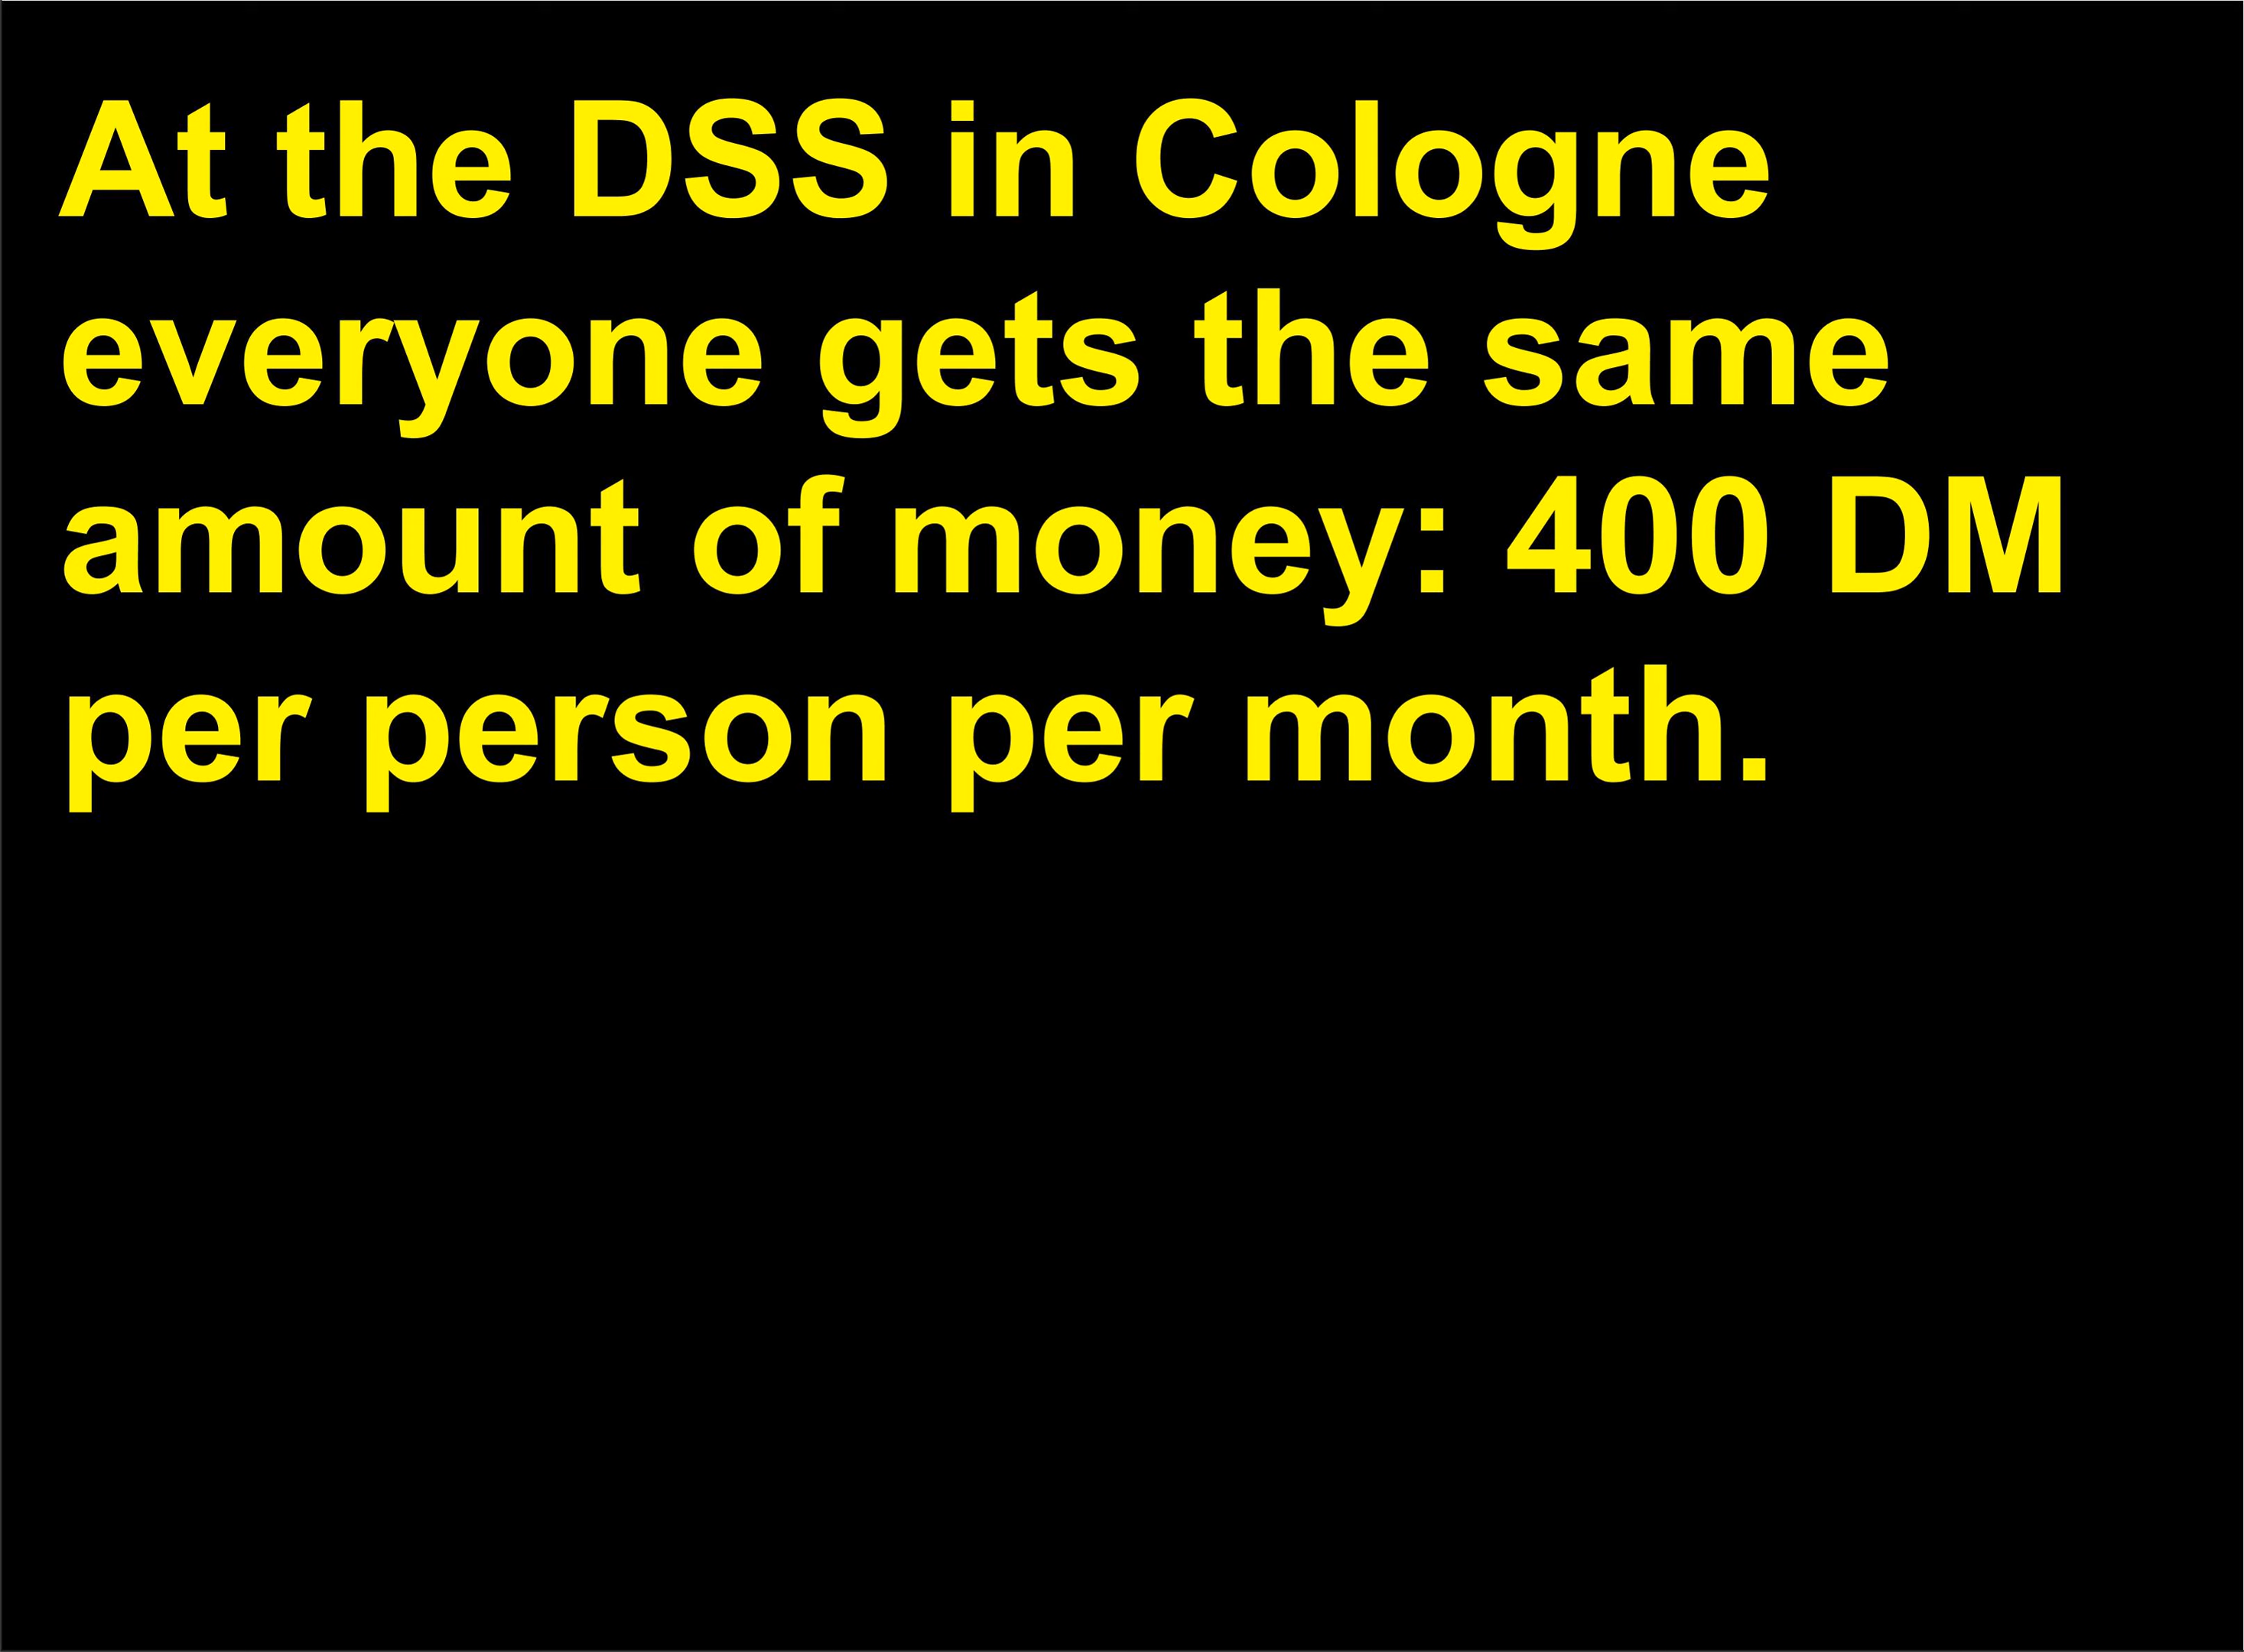 At the DSS in Cologne
everyone gets the same
amount of money: 400 DM
per person per month.